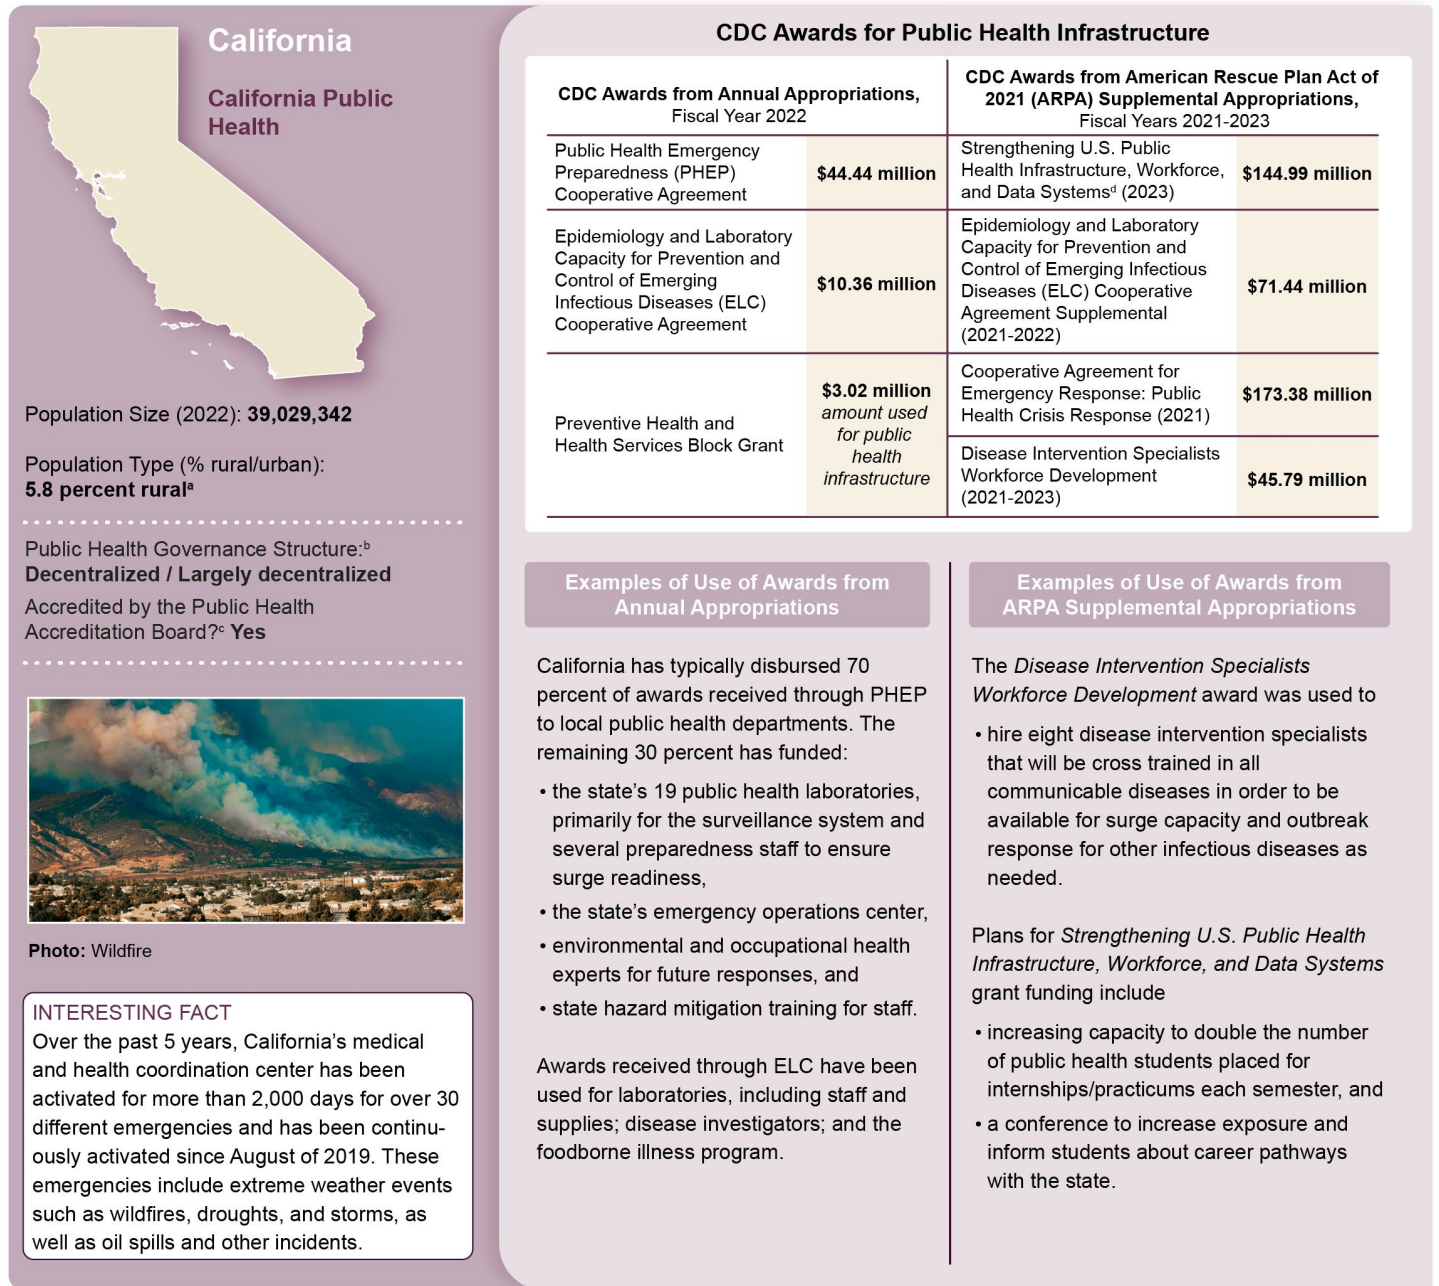 California
California Public
Health
Population Size (2022): 39,029,342
Population Type (% rural/urban):
5.8 percent ruralᵃ
Public Health Governance Structure:ᵇ
Decentralized / Largely decentralized
Accredited by the Public Health
Accreditation Board?ᶜ Yes
Photo: Wildfire
INTERESTING FACT
Over the past 5 years, California’s medical
and health coordination center has been
activated for more than 2,000 days for over 30
different emergencies and has been continu-
ously activated since August of 2019. These
emergencies include extreme weather events
such as wildfires, droughts, and storms, as
well as oil spills and other incidents.
CDC Awards for Public Health Infrastructure
CDC Awards from Annual Appropriations,
Fiscal Year 2022
Public Health Emergency
Preparedness (PHEP)
Cooperative Agreement
$44.44 million
Epidemiology and Laboratory
Capacity for Prevention and
Control of Emerging
Infectious Diseases (ELC)
Cooperative Agreement
$10.36 million
Preventive Health and
Health Services Block Grant
$3.02 million
amount used
for public
health
infrastructure
CDC Awards from American Rescue Plan Act of
2021 (ARPA) Supplemental Appropriations,
Fiscal Years 2021-2023
Strengthening U.S. Public
Health Infrastructure, Workforce,
and Data Systemsᵈ (2023)
$144.99 million
Epidemiology and Laboratory
Capacity for Prevention and
Control of Emerging Infectious
Diseases (ELC) Cooperative
Agreement Supplemental
(2021-2022)
$71.44 million
Cooperative Agreement for
Emergency Response: Public
Health Crisis Response (2021)
$173.38 million
Disease Intervention Specialists
Workforce Development
(2021-2023)
$45.79 million
Examples of Use of Awards from
Annual Appropriations
California has typically disbursed 70
percent of awards received through PHEP
to local public health departments. The
remaining 30 percent has funded:
• the state’s 19 public health laboratories,
primarily for the surveillance system and
several preparedness staff to ensure
surge readiness,
• the state’s emergency operations center,
• environmental and occupational health
experts for future responses, and
• state hazard mitigation training for staff.
Awards received through ELC have been
used for laboratories, including staff and
supplies; disease investigators; and the
foodborne illness program.
Examples of Use of Awards from
ARPA Supplemental Appropriations
The Disease Intervention Specialists
Workforce Development award was used to
• hire eight disease intervention specialists
that will be cross trained in all
communicable diseases in order to be
available for surge capacity and outbreak
response for other infectious diseases as
needed.
Plans for Strengthening U.S. Public Health
Infrastructure, Workforce, and Data Systems
grant funding include
• increasing capacity to double the number
of public health students placed for
internships/practicums each semester, and
• a conference to increase exposure and
inform students about career pathways
with the state.